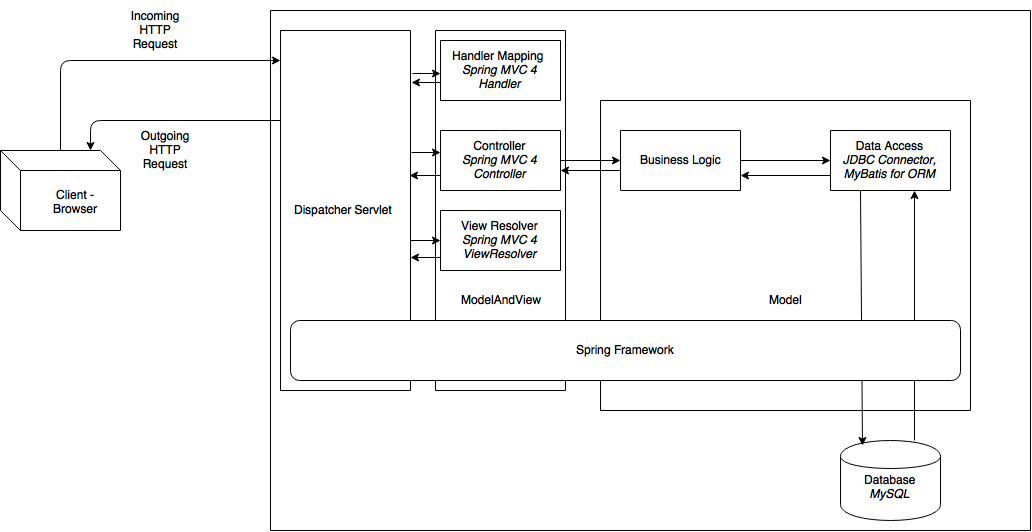 Incoming
HTTP
Request
Outgoing
HTTP
Request
Client -
Browser
Dispatcher Servlet
Handler Mapping
Spring MVC 4
Handler
Controller
Spring MVC 4
Controller
View Resolver
Spring MVC 4
ViewResolver
ModelAndView
Business Logic
Data Access
JDBC Connector,
MyBatis for ORM
Model
Spring Framework
Database
MySQL